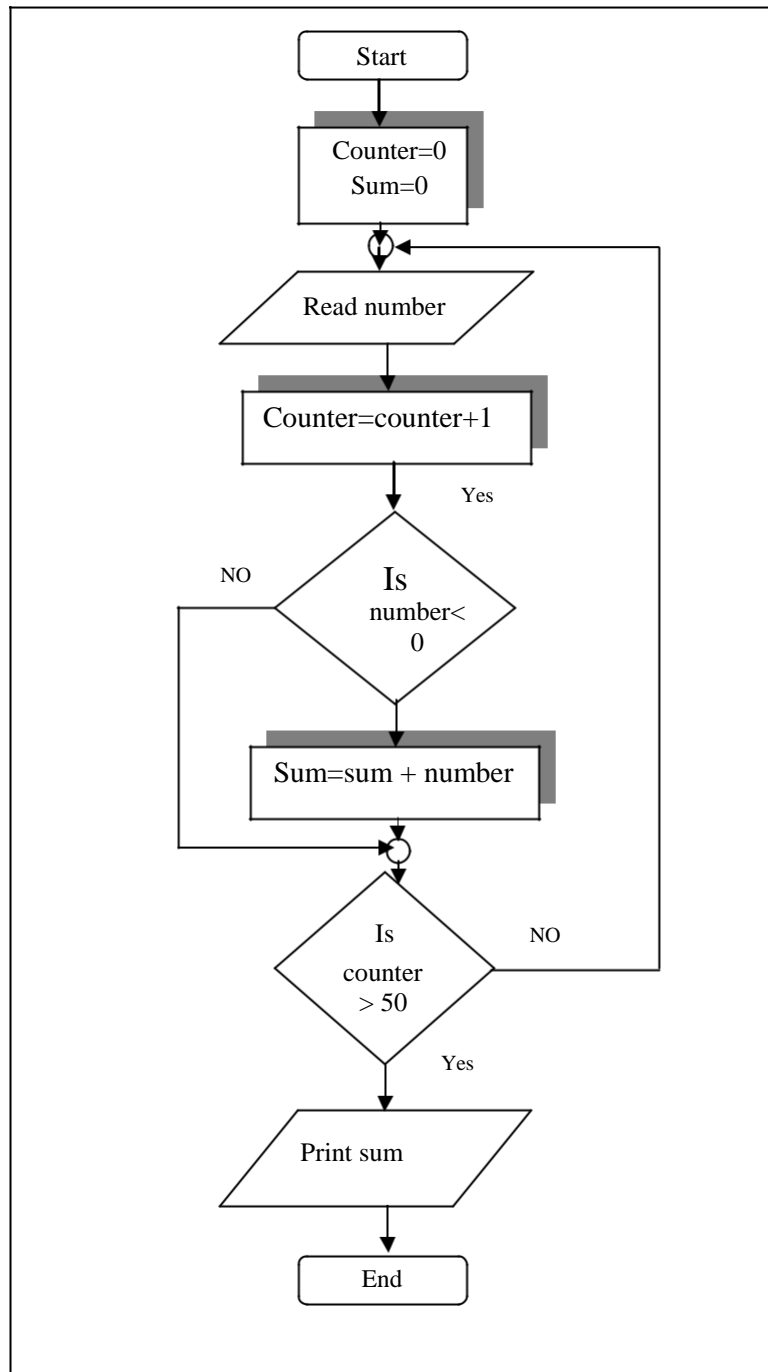 Start
Counter=0
Sum=0
Read number
Counter=counter+1
Yes
NO
Is
number<
0
Sum=sum + number
Is
counter
> 50
NO
Yes
Print sum
End